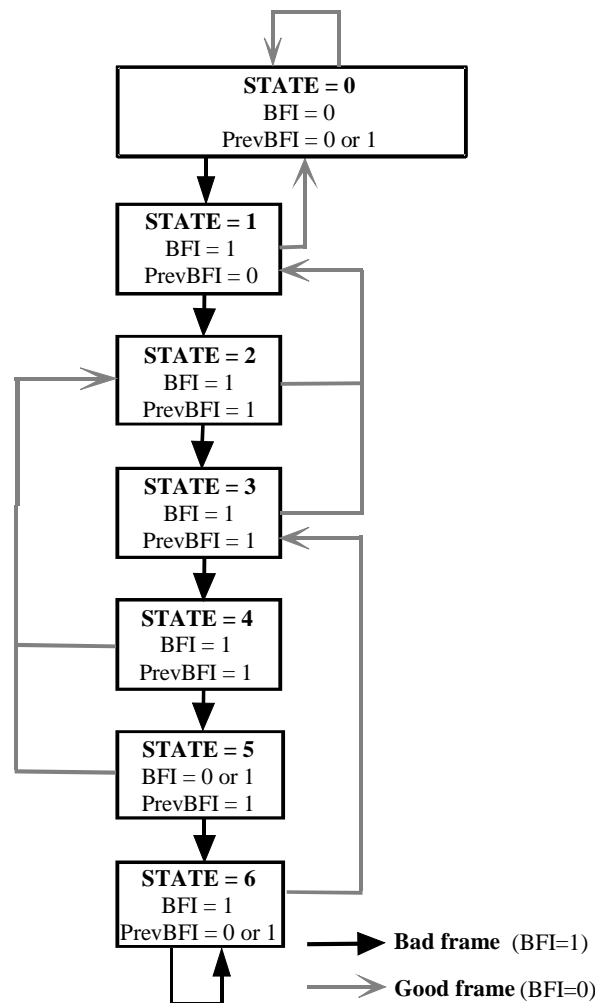 STATE = 0
BFI = 0
PrevBFI = 0 or 1
STATE = 1
BFI = 1
PrevBFI = 0
STATE = 2
BFI = 1
PrevBFI = 1
STATE = 3
BFI = 1
PrevBFI = 1
STATE = 4
BFI = 1
PrevBFI = 1
STATE = 5
BFI = 0 or 1
PrevBFI = 1
STATE = 6
BFI = 1
PrevBFI = 0 or 1
Bad frame (BFI=1)
Good frame (BFI=0)